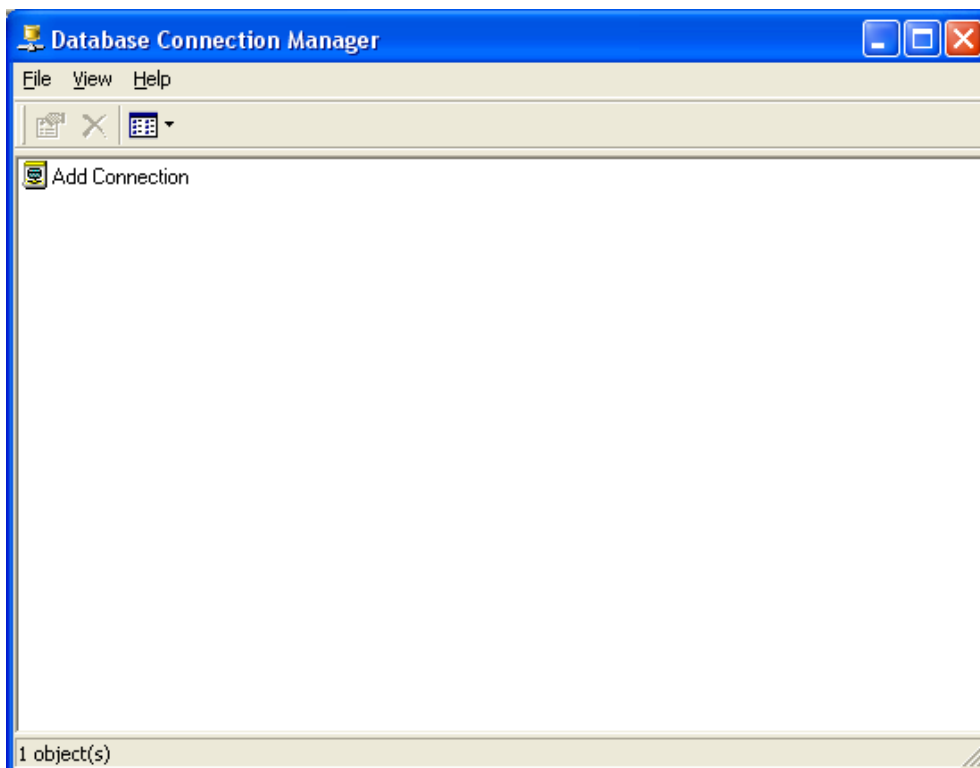 Database Connection Manager
File View Help
Add Connection
1 object(s)